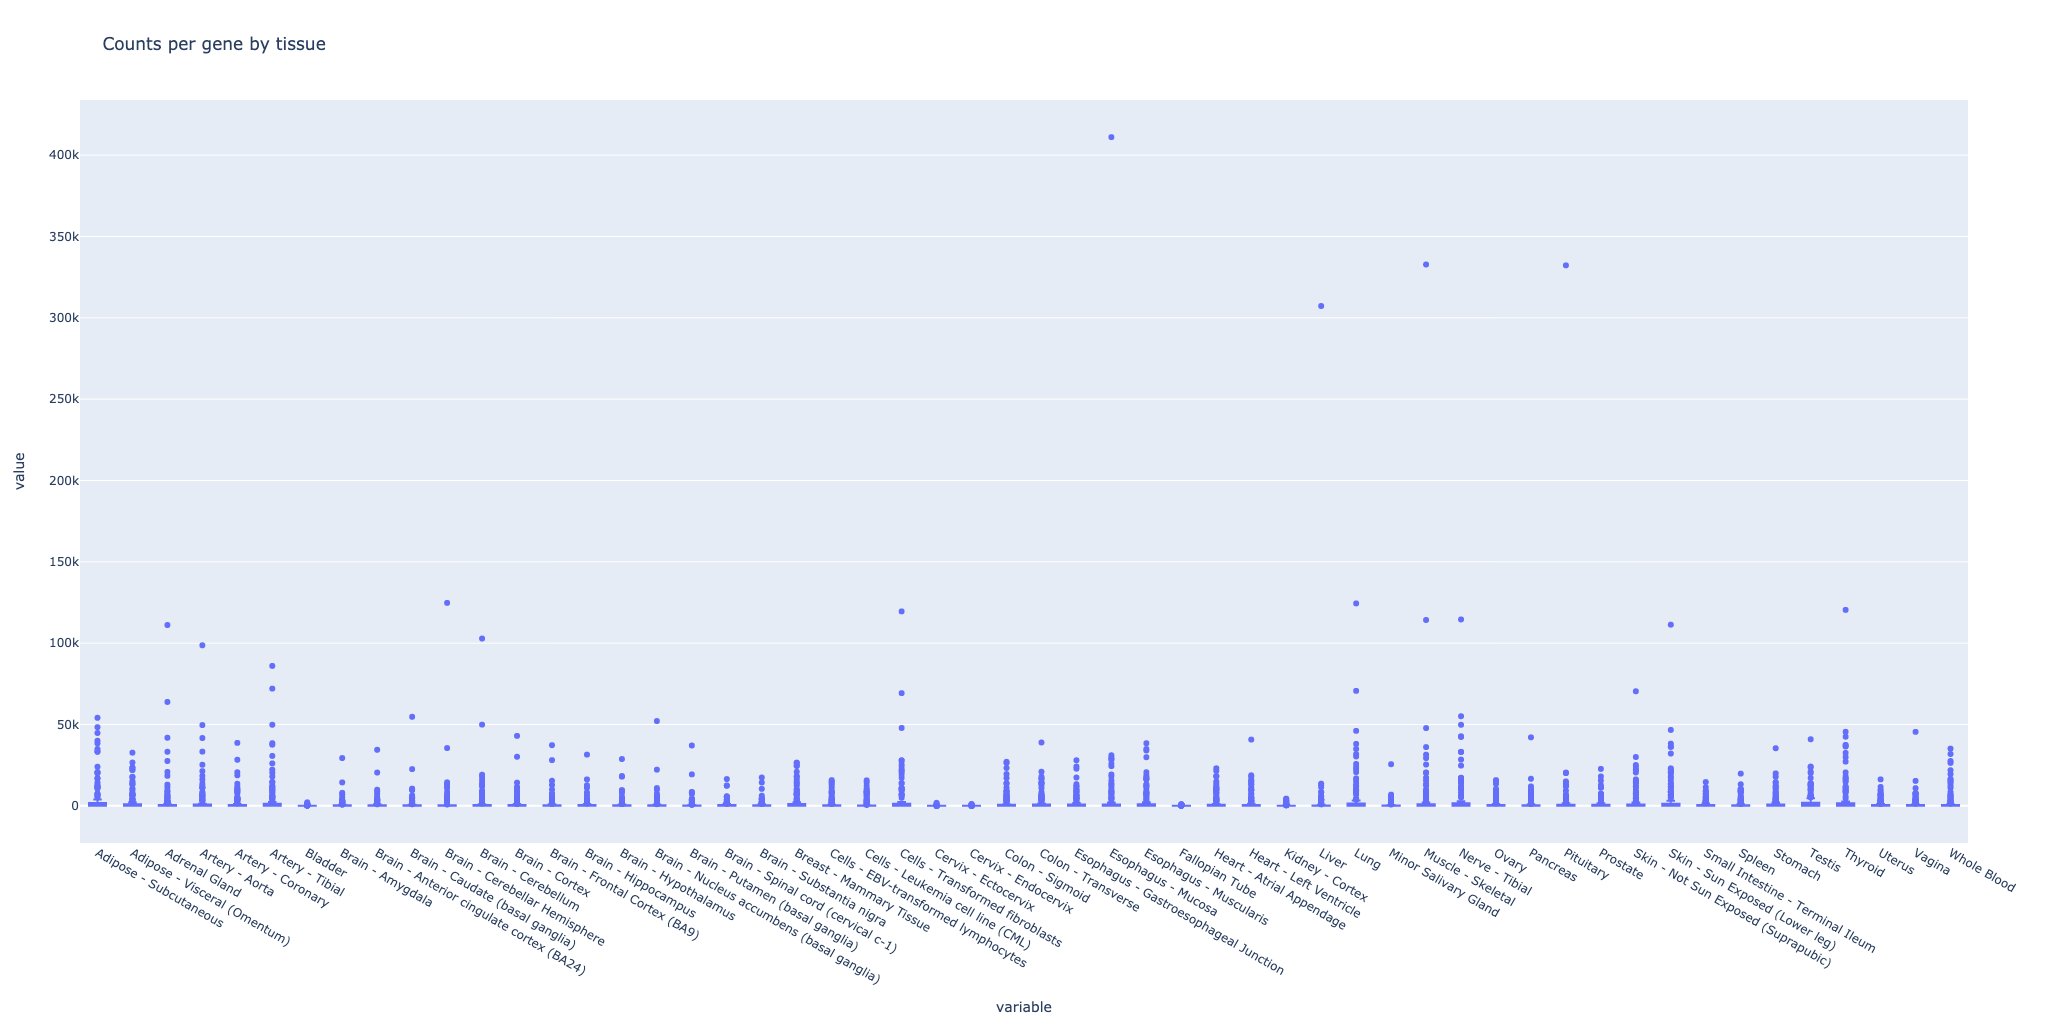 Counts per gene by tissue
400k
350k
300k
250k
200k
150k
100k
50k
0
value
Adipose - Subcutaneous
Adipose - Visceral (Omentum)
Adrenal Gland
Artery - Aorta
Artery - Coronary
Artery - Tibial
Bladder
Brain - Amygdala
Brain - Anterior cingulate cortex (BA24)
Brain - Caudate (basal ganglia)
Brain - Cerebellar Hemisphere
Brain - Cerebellum
Brain - Cortex
Brain - Frontal Cortex (BA9)
Brain - Hippocampus
Brain - Hypothalamus
Brain - Nucleus accumbens (basal ganglia)
Brain - Putamen (basal ganglia)
Brain - Spinal cord (cervical c-1)
Brain - Substantia nigra
Breast - Mammary Tissue
Cells - EBV-transformed lymphocytes
Cells - Leukemia cell line (CML)
Cells - Transformed fibroblasts
Cervix - Ectocervix
Cervix - Endocervix
Colon - Sigmoid
Colon - Transverse
Esophagus - Gastroesophageal Junction
Esophagus - Mucosa
Esophagus - Muscularis
Fallopian Tube
Heart - Atrial Appendage
Heart - Left Ventricle
Kidney - Cortex
Liver
Lung
Minor Salivary Gland
Muscle - Skeletal
Nerve - Tibial
Ovary
Pancreas
Pituitary
Prostate
Skin - Not Sun Exposed (Suprapubic)
Skin - Sun Exposed (Lower leg)
Small Intestine - Terminal Ileum
Spleen
Stomach
Testis
Thyroid
Uterus
Vagina
Whole Blood
variable